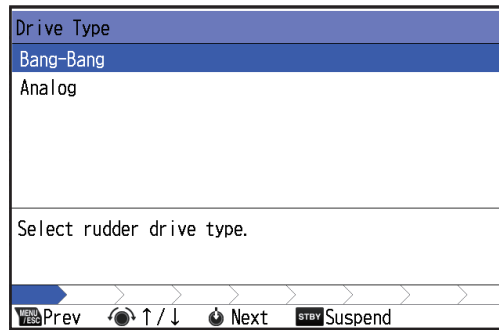 Drive Type
Bang-Bang
Analog
Select rudder drive type.
MENU/ESC Prev ↑/↓ Next STBY Suspend